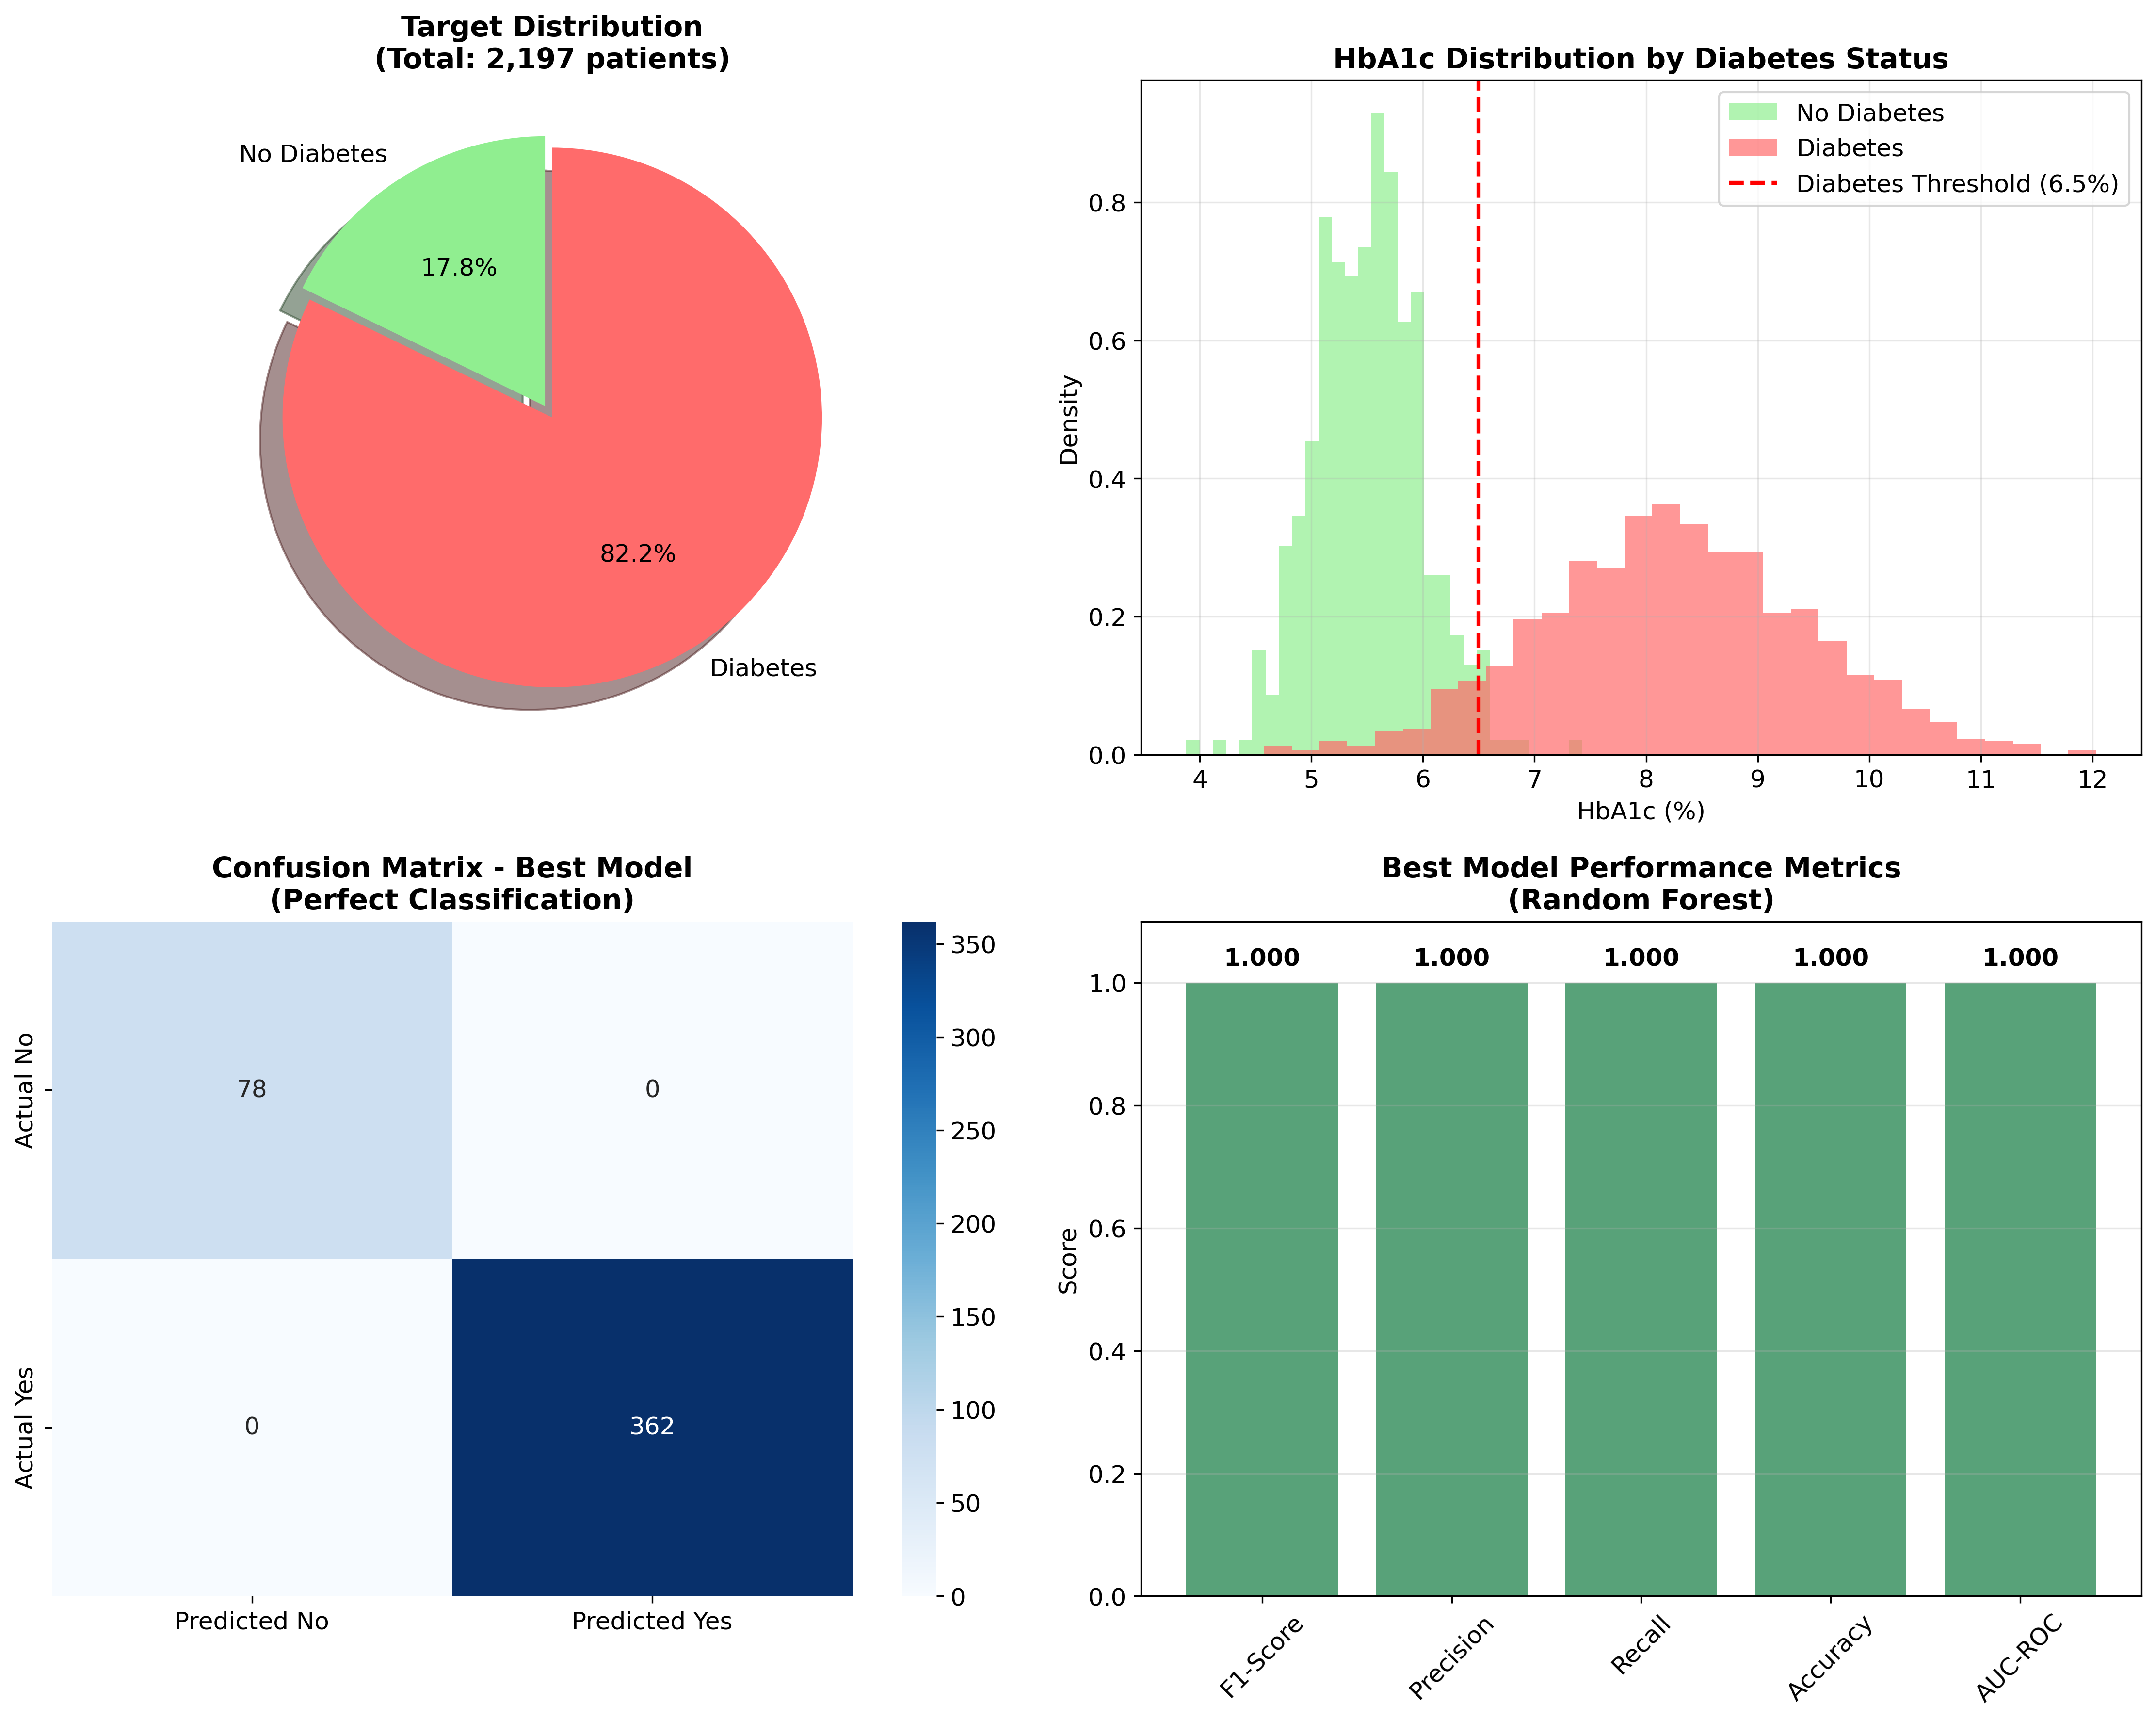 Target Distribution
(Total: 2,197 patients)
No Diabetes
17.8%
82.2%
Diabetes
HbA1c Distribution by Diabetes Status
No Diabetes
Diabetes
Diabetes Threshold (6.5%)
Density
0.8
0.6
0.4
0.2
0.0
4 5 6 7 8 9 10 11 12
HbA1c (%)
Confusion Matrix - Best Model
(Perfect Classification)
Actual No
78 0
Actual Yes
0 362
Predicted No Predicted Yes
350
300
250
200
150
100
50
0
Best Model Performance Metrics
(Random Forest)
1.000 1.000 1.000 1.000 1.000
Score
1.0
0.8
0.6
0.4
0.2
0.0
F1-Score Precision Recall Accuracy AUC-ROC